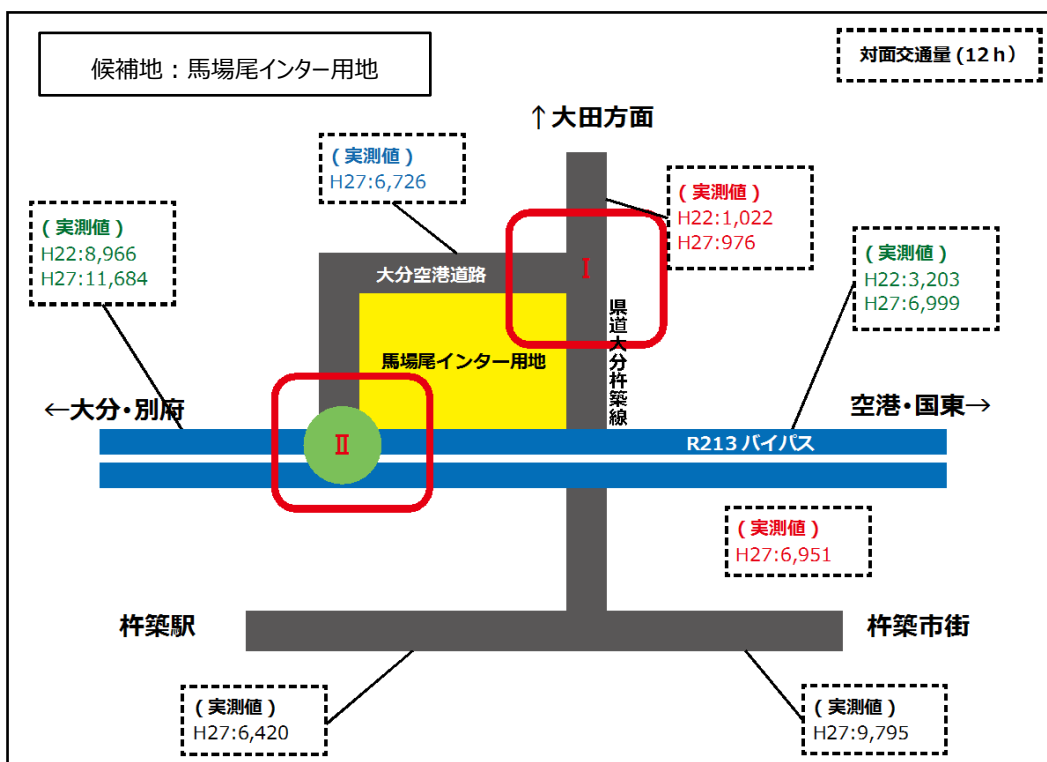 候補地：馬場尾インター用地
対面交通量(12ｈ)
↑大田方面
(実測値)
H27:6,726
(実測値)
H22:1,022
H27:976
(実測値)
H22:8,966
H27:11,684
(実測値)
H22:3,203
H27:6,999
大分空港道路
Ⅰ
県道大分杵築線
馬場尾インター用地
←大分・別府
空港・国東→
Ⅱ
R213バイパス
(実測値)
H27:6,951
杵築駅
杵築市街
(実測値)
H27:6,420
(実測値)
H27:9,795